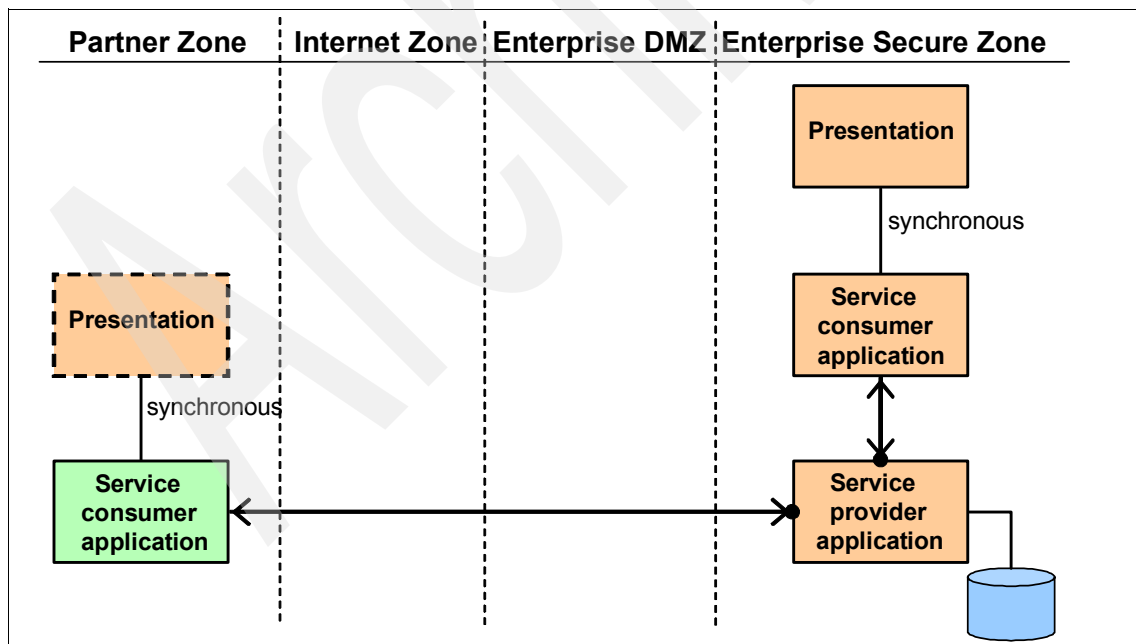 Partner Zone
Internet Zone
Enterprise DMZ
Enterprise Secure Zone
Presentation
synchronous
Presentation
Service
consumer
application
synchronous
Service
consumer
application
Service
provider
application